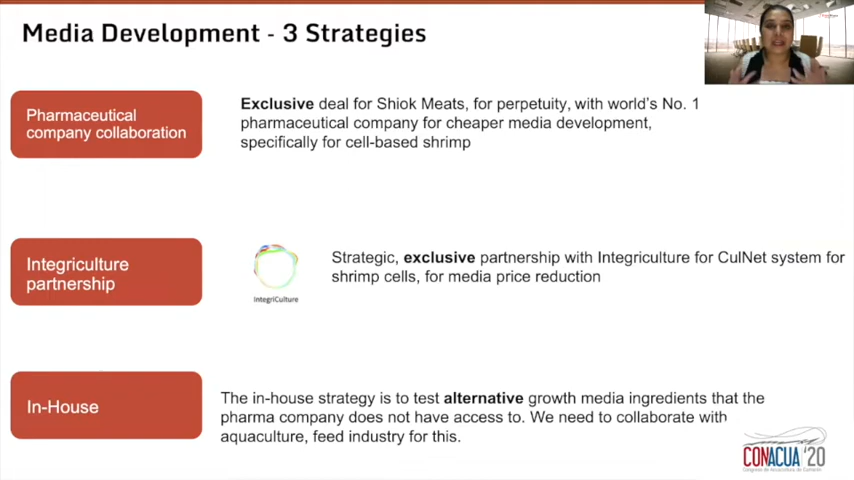 Media Development - 3 Strategies
Pharmaceutical
company collaboration
Exclusive deal for Shiok Meats, for perpetuity, with world's No. 1
pharmaceutical company for cheaper media development,
specifically for cell-based shrimp
Integriculture
partnership
IntegriCulture
Strategic, exclusive partnership with Integriculture for CulNet system for
shrimp cells, for media price reduction
In-House
The in-house strategy is to test alternative growth media ingredients that the
pharma company does not have access to. We need to collaborate with
aquaculture, feed industry for this.
CONACUA '20